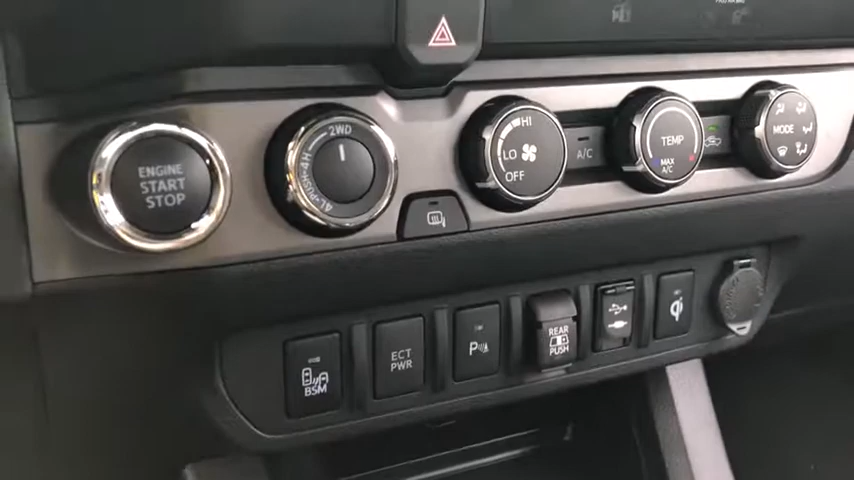 ENGINE
START
STOP
2WD
4H
PUSH
4L
HI
LO
OFF
A/C
TEMP
MAX
A/C
MODE
BSM
ECT
PWR
P
REAR
PUSH